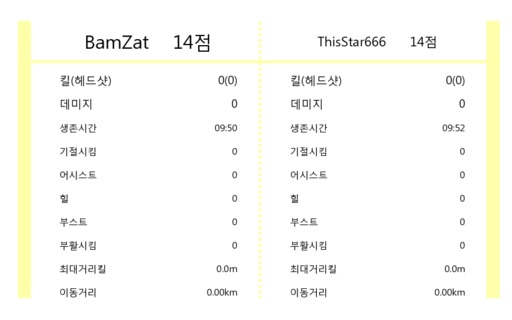 BamZat 14점 ThisStar666 14점
킬(헤드샷) 0(0) 킬(헤드샷) 0(0)
데미지 0 데미지 0
생존시간 09:50 생존시간 09:52
기절시킴 0 기절시킴 0
어시스트 0 어시스트 0
힐 0 힐 0
부스트 0 부스트 0
부활시킴 0 부활시킴 0
최대거리킬 0.0m 최대거리킬 0.0m
이동거리 0.00km 이동거리 0.00km